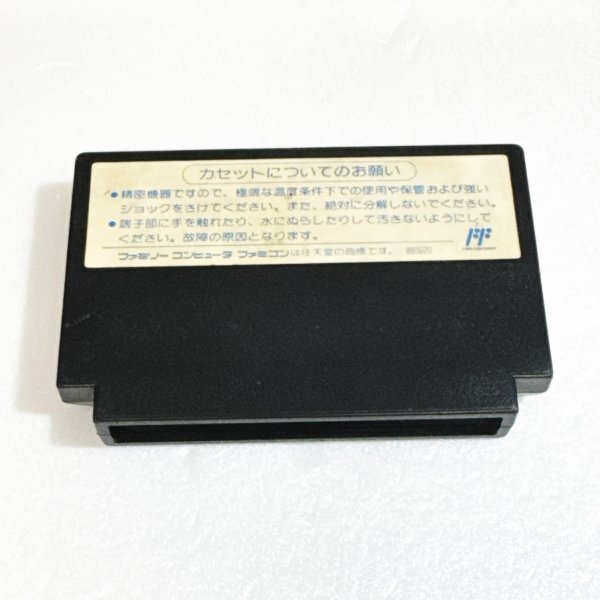 カセットについてのお願い
●精密機器ですので、極端な温度条件下での使用や保管および強い
ショックをさけてください。また、絶対に分解しないでください。
●端子部に手を触れたり、水にぬらしたりして汚さないようにして
ください。故障の原因となります。
ファミリーコンピュータ ファミコンは任天堂の商標です。 880920